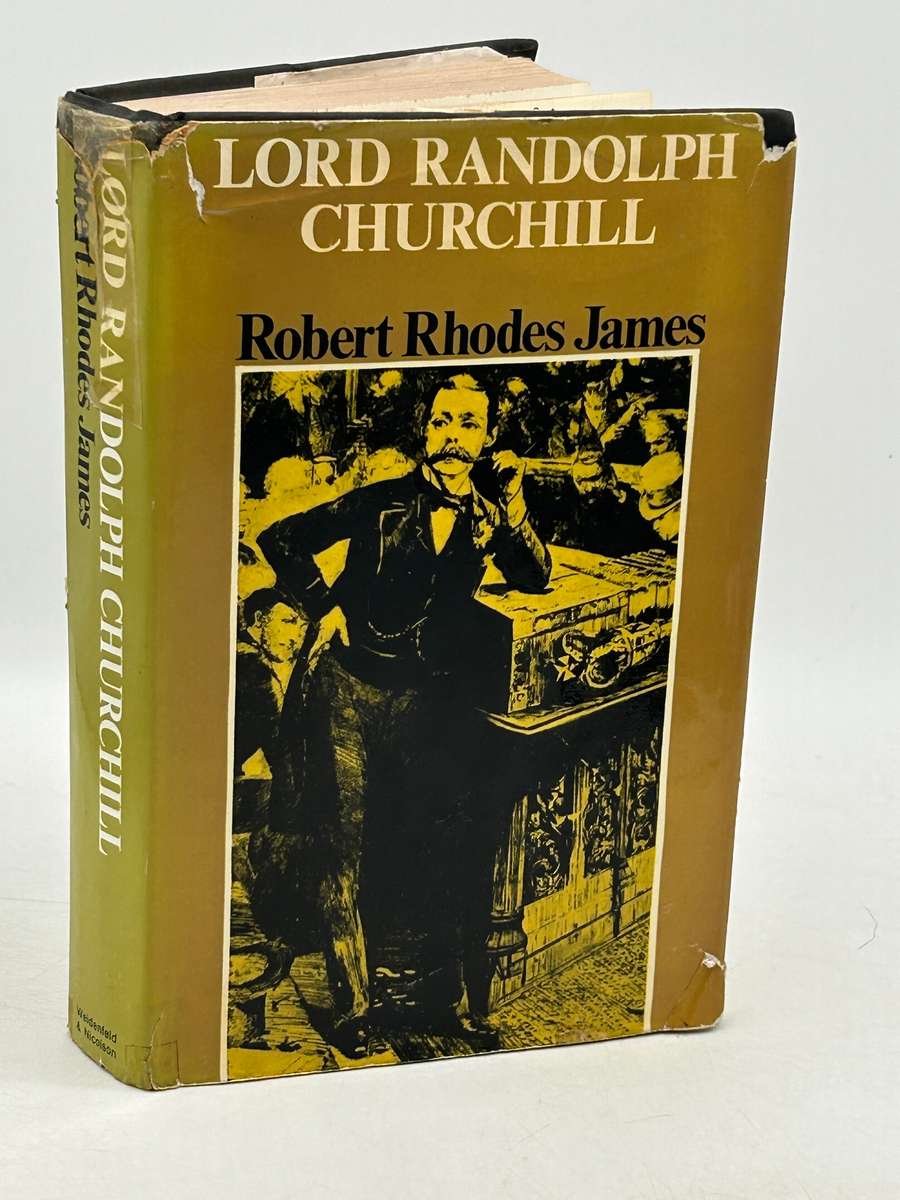 LORD RANDOLPH
CHURCHILL
Robert Rhodes James
LORD RANDOLPH CHURCHILL
Robert Rhodes James
Weidenfeld
& Nicolson